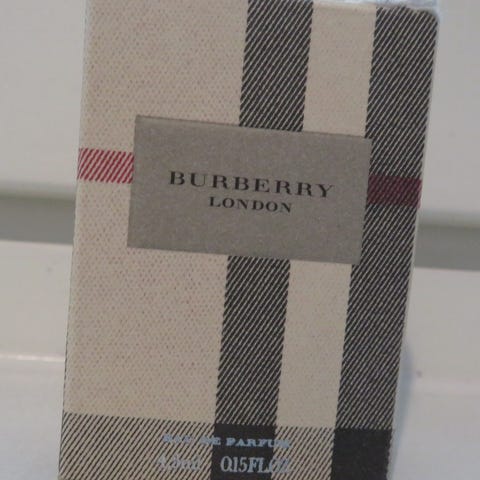 BURBERRY
LONDON
EAU DE PARFUM
4.5ml 0.15FL.OZ